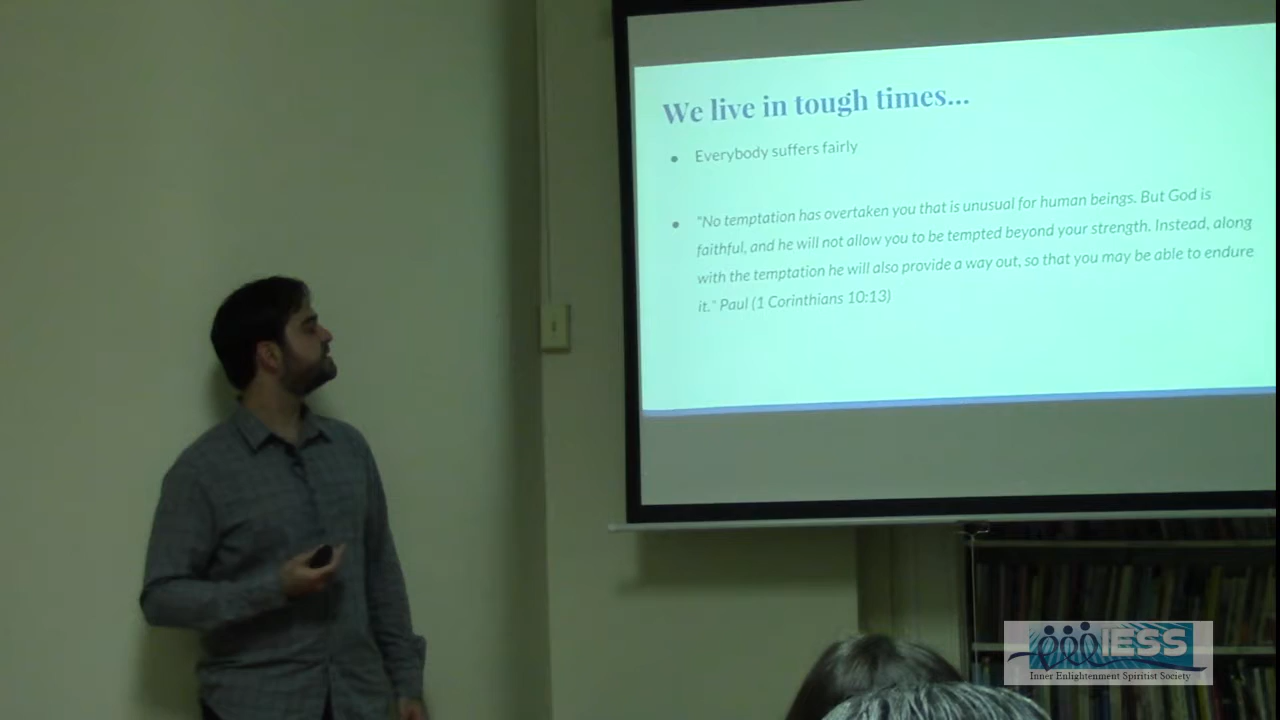 We live in tough times...
Everybody suffers fairly
"No temptation has overtaken you that is unusual for human beings. But God is
faithful, and he will not allow you to be tempted beyond your strength. Instead, along
with the temptation he will also provide a way out, so that you may be able to endure
it." Paul (1 Corinthians 10:13)
IESS
Inner Enlightenment Spiritist Society